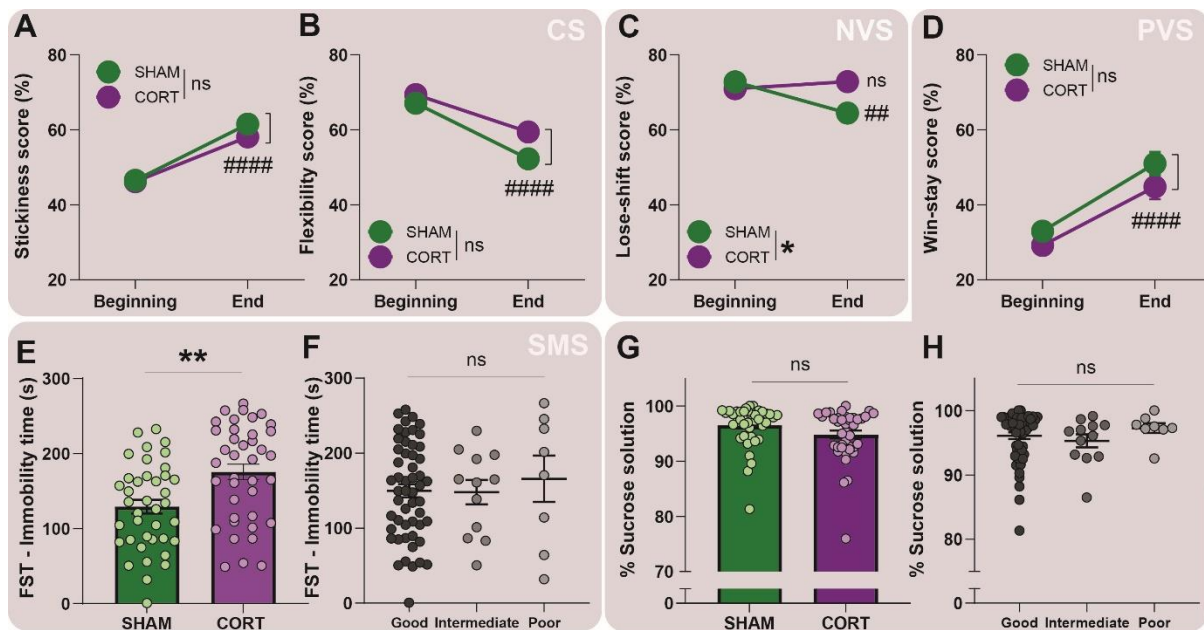 A
Stickiness score (%)
80
60
40
20
SHAM
CORT
ns
####
Beginning
End
B
CS
Flexibility score (%)
80
60
40
20
####
SHAM
CORT
ns
Beginning
End
C
NVS
Lose-shift score (%)
80
60
40
20
ns
##
SHAM
CORT
*
Beginning
End
D
PVS
Win-stay score (%)
80
60
40
20
SHAM
CORT
ns
####
Beginning
End
E
FST - Immobility time (s)
300
200
100
0
**
SHAM
CORT
F
SMS
FST - Immobility time (s)
300
200
100
0
ns
Good
Intermediate
Poor
G
% Sucrose solution
100
90
80
70
0
ns
SHAM
CORT
H
% Sucrose solution
100
90
80
0
ns
Good
Intermediate
Poor